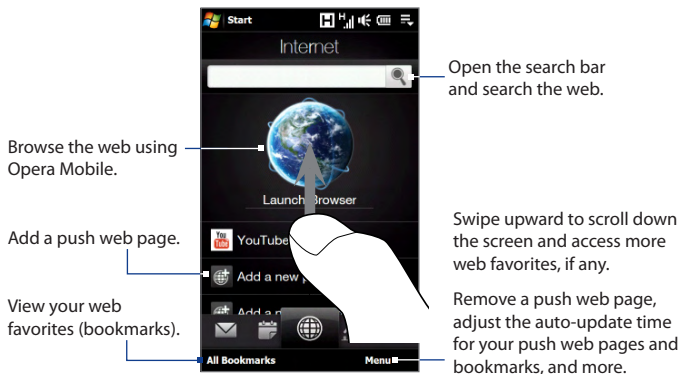 Start
Internet
Open the search bar
and search the web.
Browse the web using
Opera Mobile.
Launch Browser
Add a push web page.
You
Tube
YouTube
Add a new
Add a
Swipe upward to scroll down
the screen and access more
web favorites, if any.
View your web
favorites (bookmarks).
Remove a push web page,
adjust the auto-update time
for your push web pages and
bookmarks, and more.
All Bookmarks
Menu